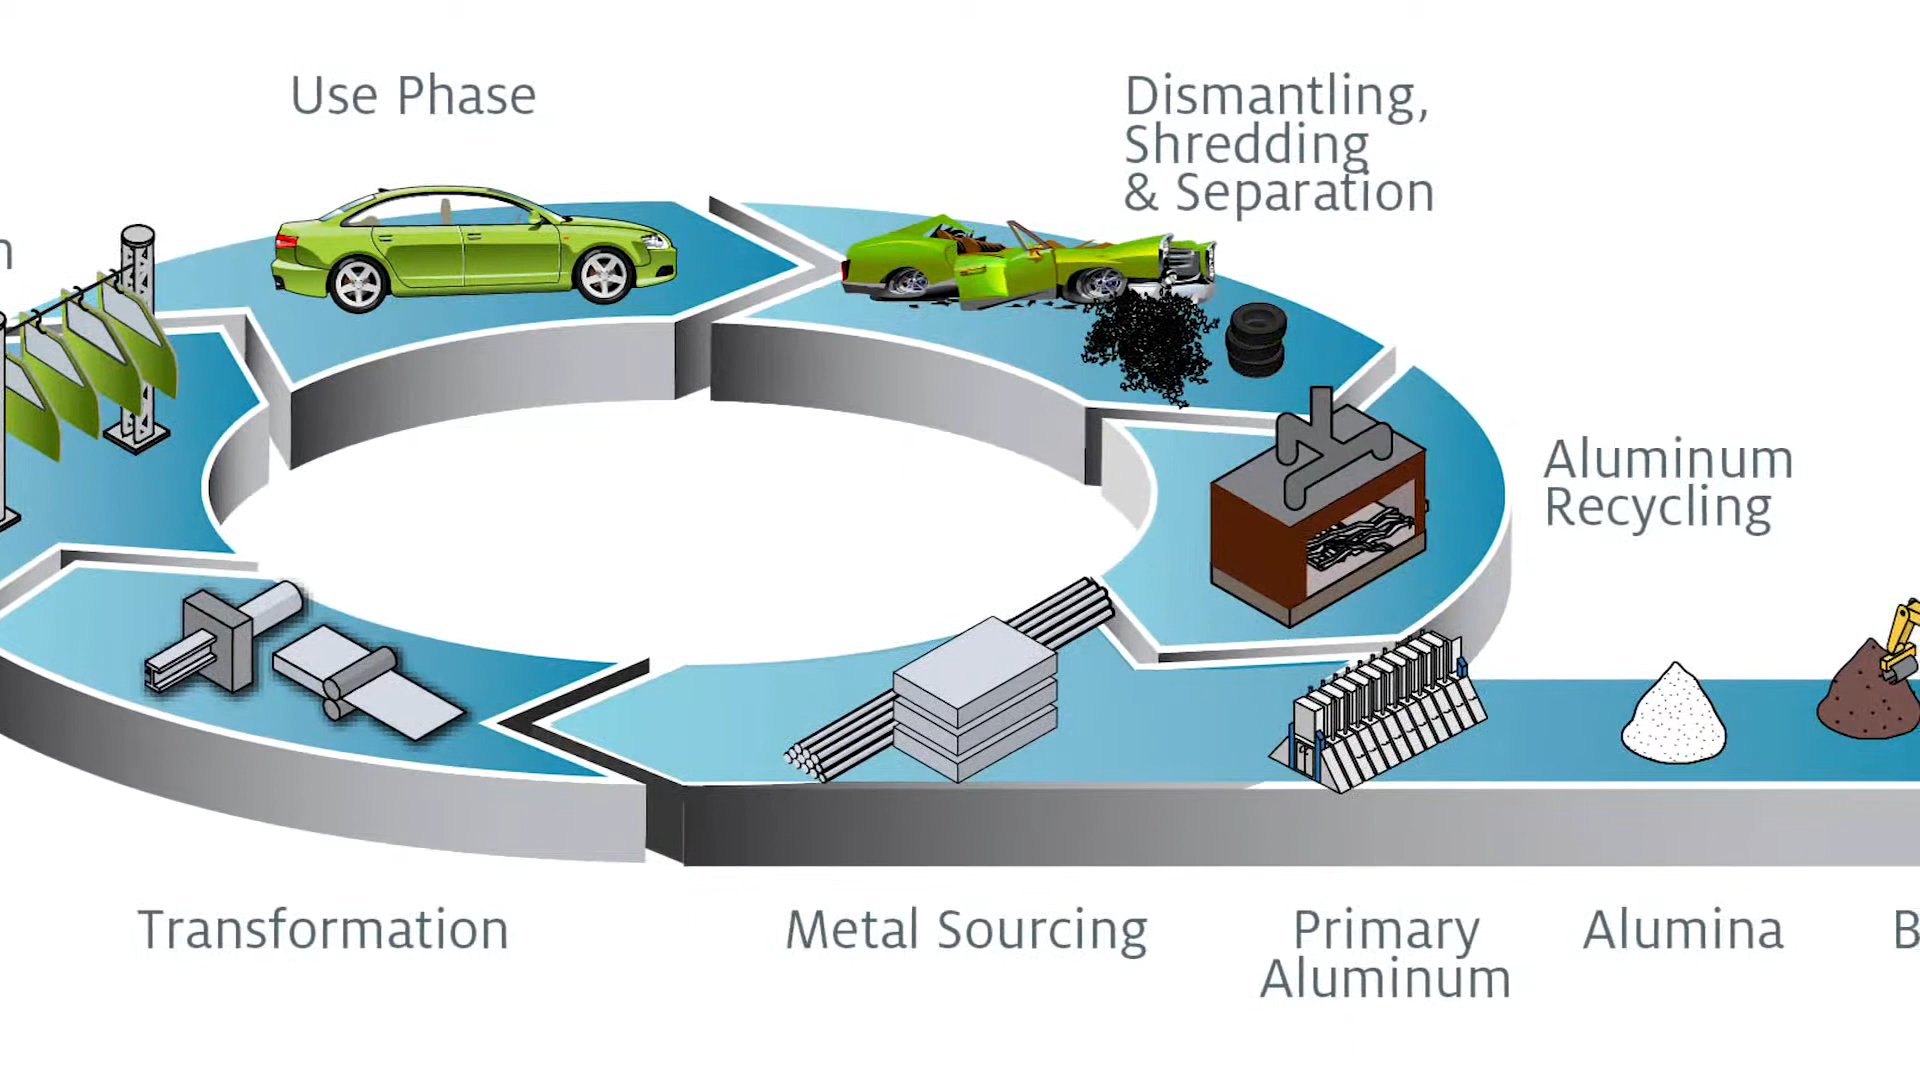 Use Phase
Dismantling,
Shredding
& Separation
Aluminum
Recycling
Transformation
Metal Sourcing
Primary
Aluminum
Alumina